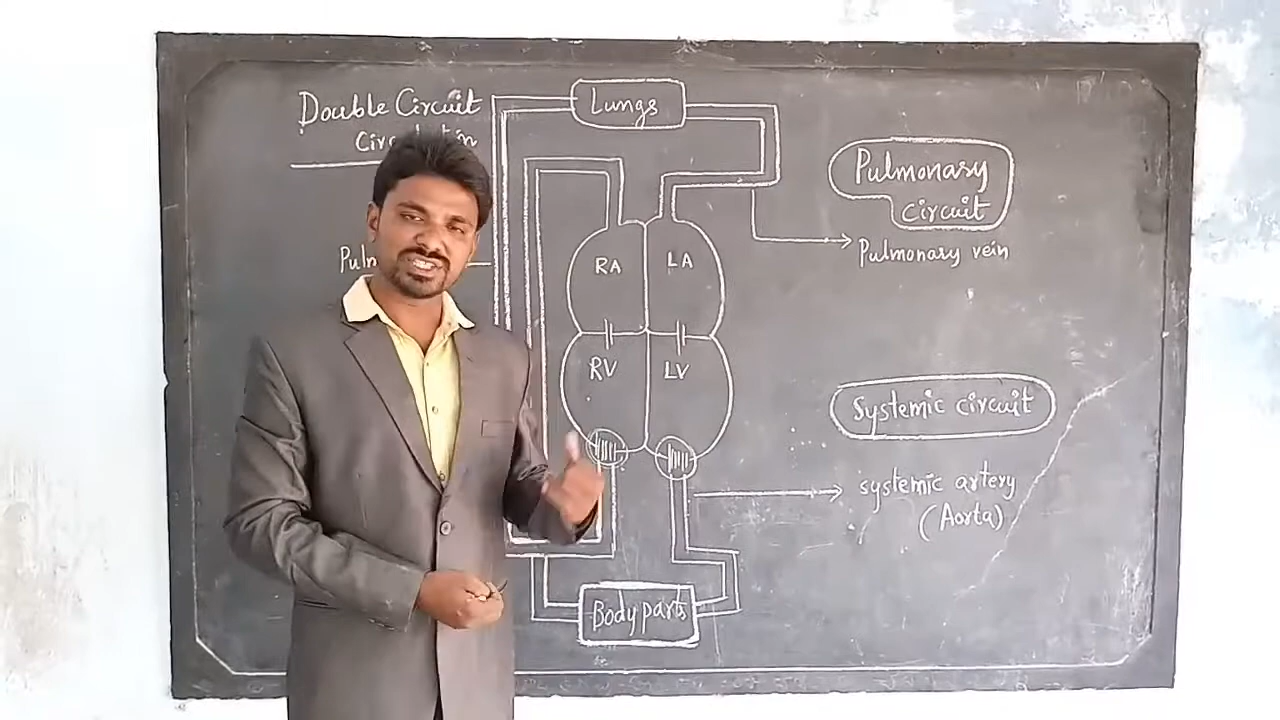 Double Circuit
Lungs
Pulmonary
circuit
Pulmonary vein
RA
LA
RV
LV
Systemic circuit
systemic artery
(Aorta)
Body parts